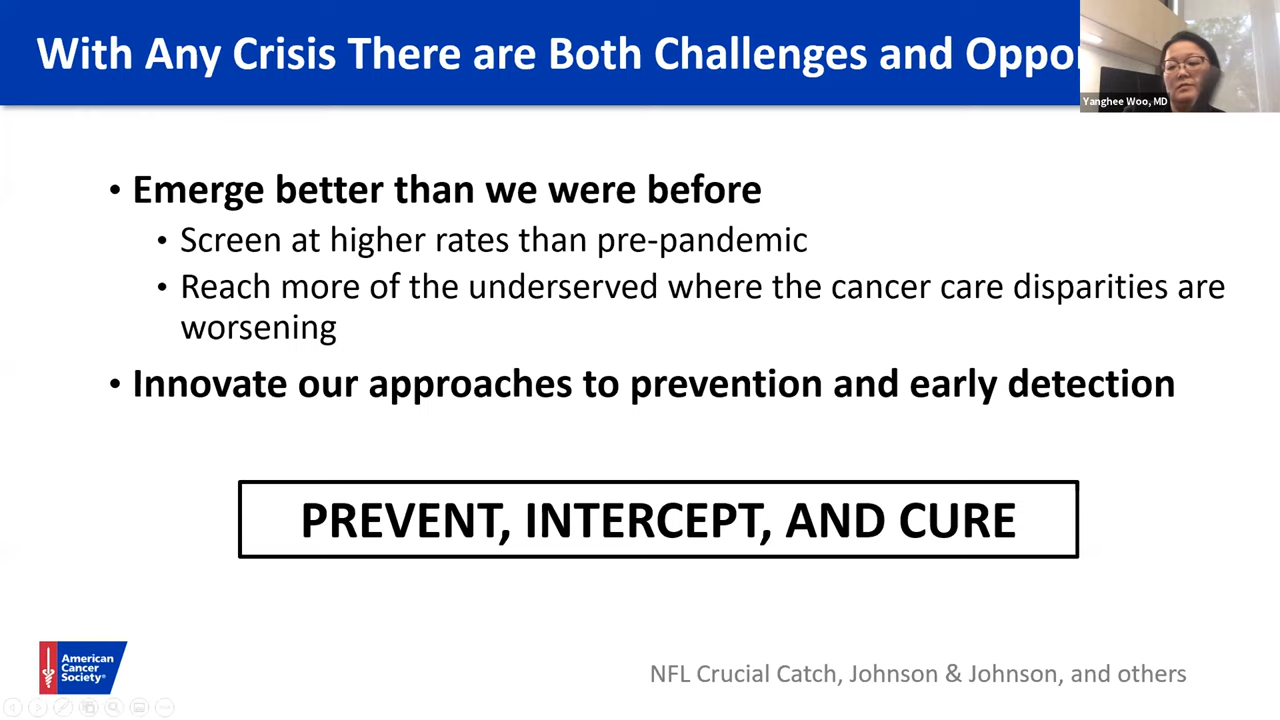 With Any Crisis There are Both Challenges and Oppo
Yanghee Woo, MD
• Emerge better than we were before
• Screen at higher rates than pre-pandemic
• Reach more of the underserved where the cancer care disparities are
worsening
• Innovate our approaches to prevention and early detection
PREVENT, INTERCEPT, AND CURE
American
Cancer
Society®
NFL Crucial Catch, Johnson & Johnson, and others